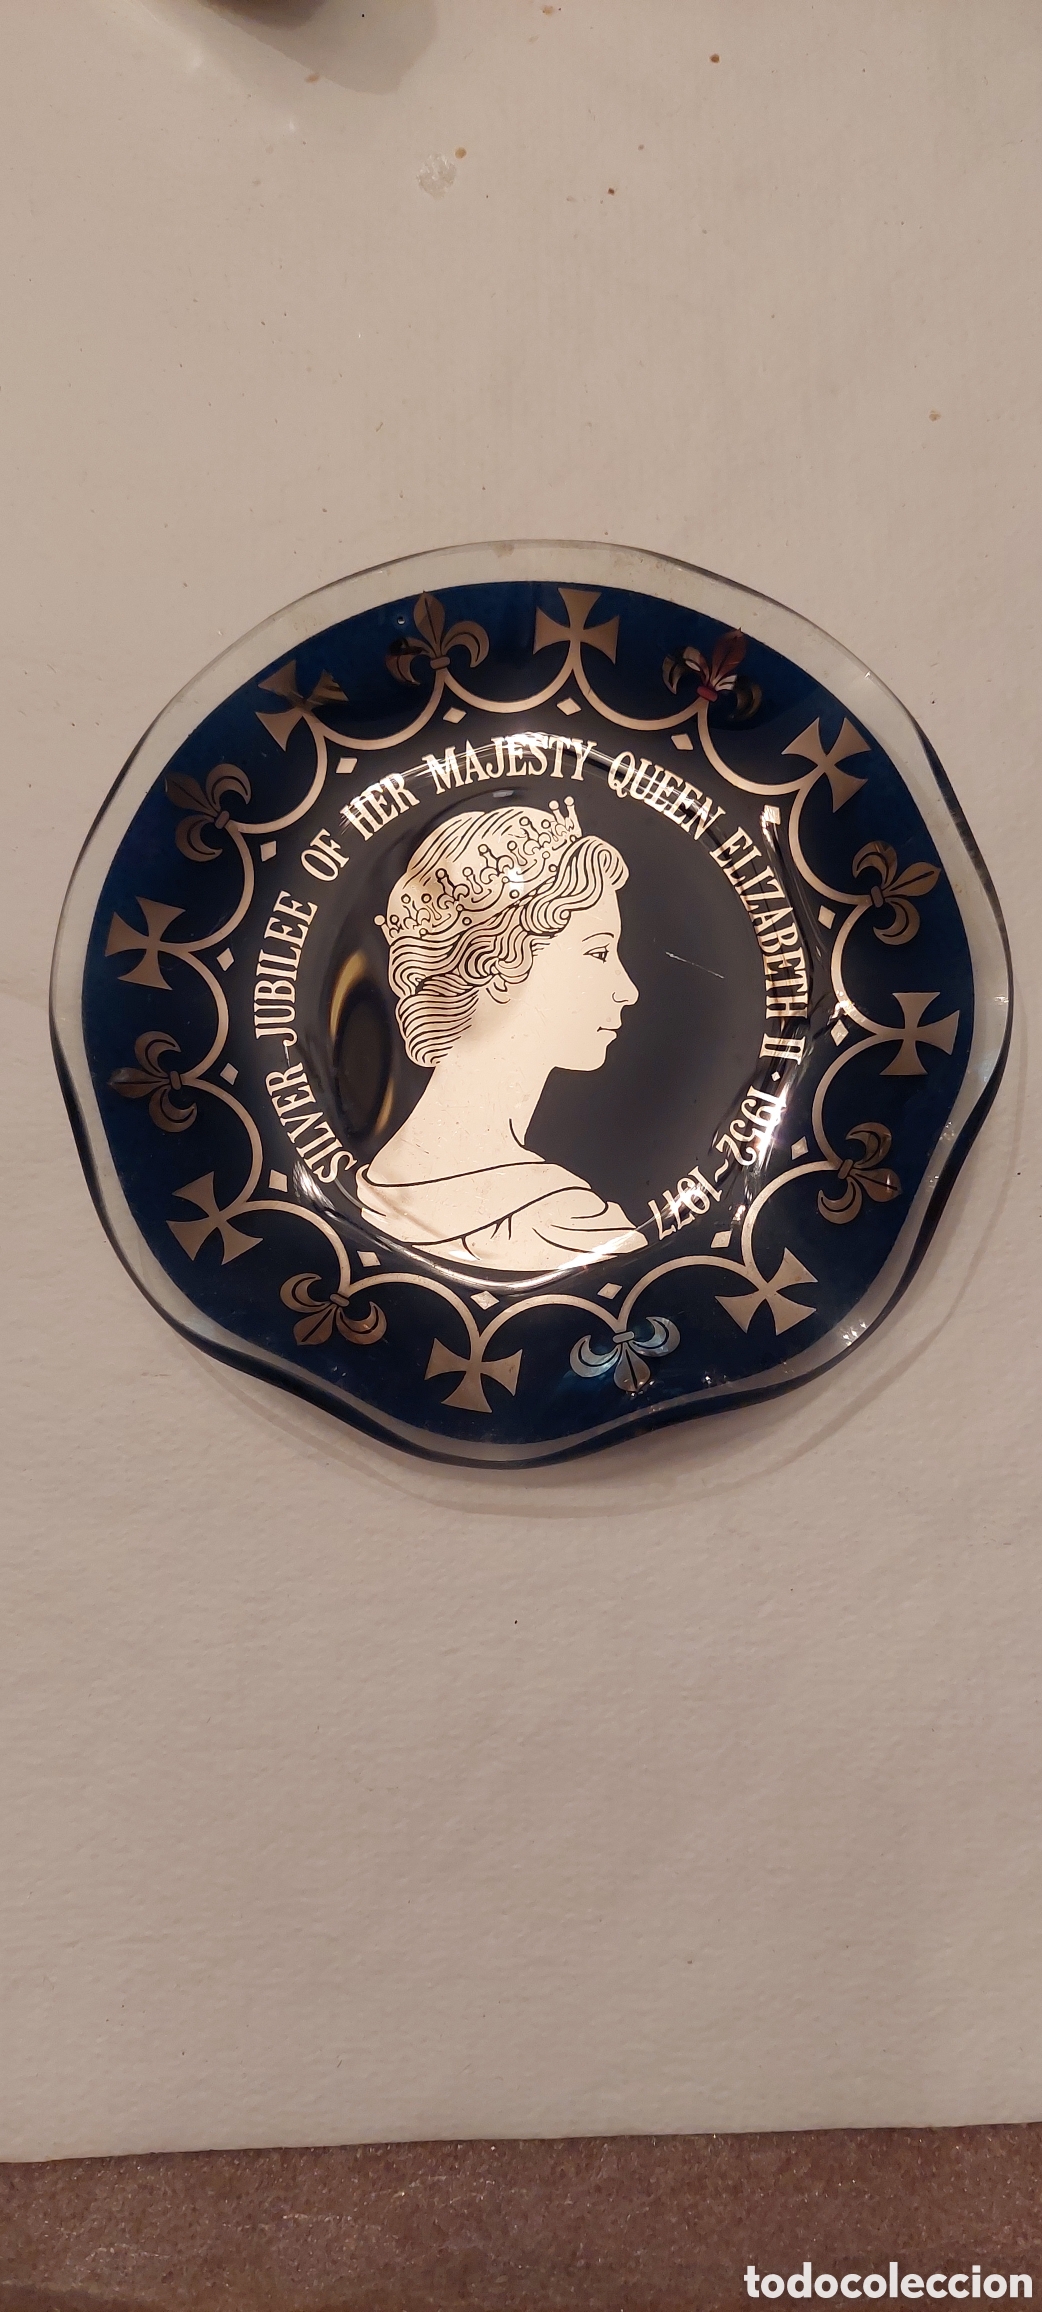 SILVER JUBILEE OF HER MAJESTY QUEEN ELIZABETH II · 1952~1977
todocoleccion